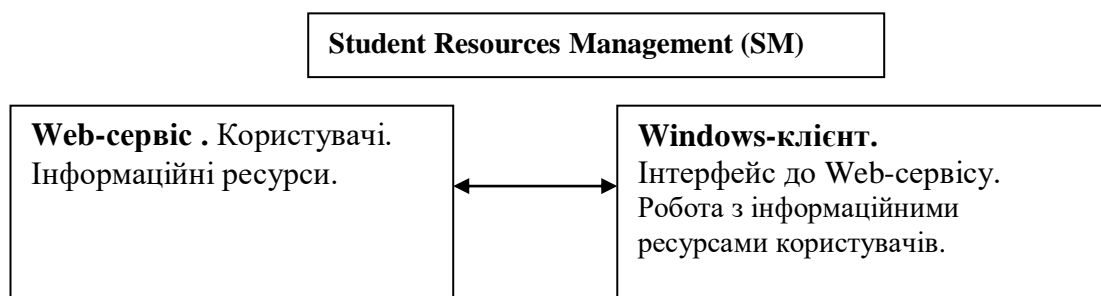 Student Resources Management (SM)
Web-сервіс . Користувачі.
Інформаційні ресурси.
Windows-клієнт.
Інтерфейс до Web-сервісу.
Робота з інформаційними
ресурсами користувачів.